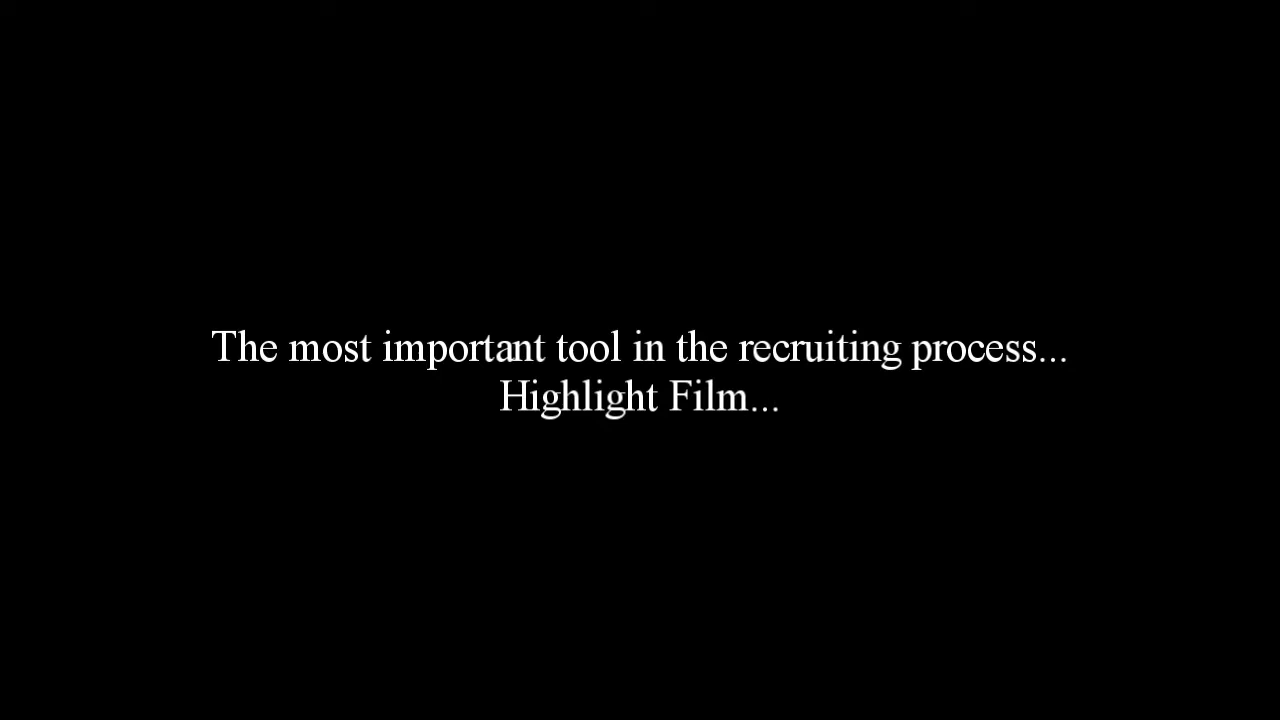 The most important tool in the recruiting process...
Highlight Film...